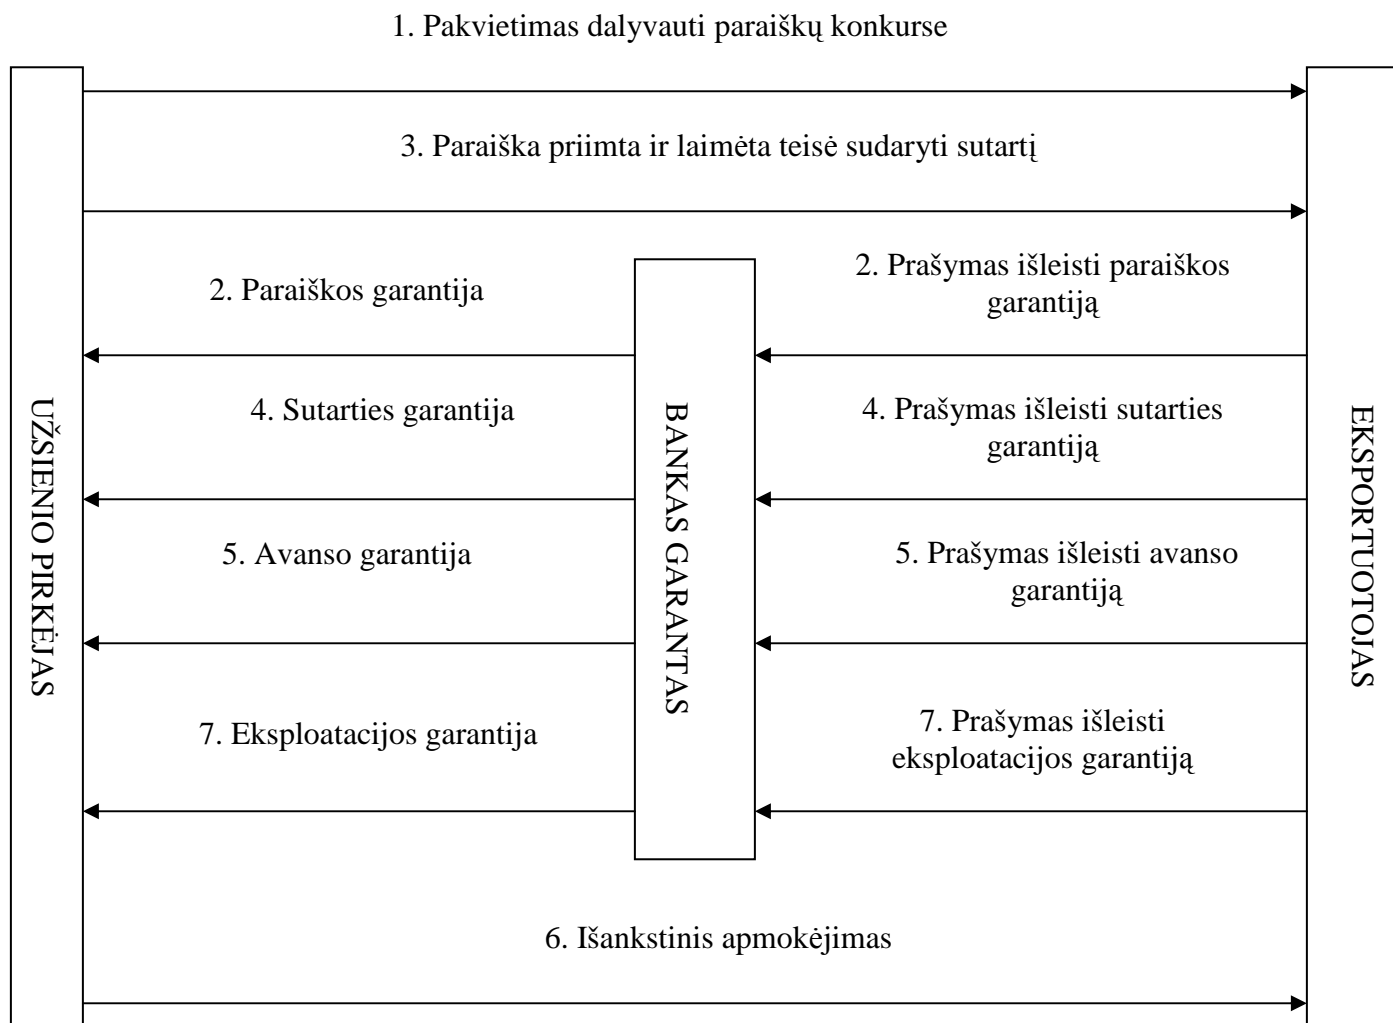 1. Pakvietimas dalyvauti paraiškų konkurse
3. Paraiška priimta ir laimėta teisė sudaryti sutartį
2. Paraiškos garantija
2. Prašymas išleisti paraiškos
garantiją
4. Sutarties garantija
4. Prašymas išleisti sutarties
garantiją
UŽSIENIO PIRKĖJAS
BANKAS GARANTAS
EKSPORTUOTOJAS
5. Avanso garantija
5. Prašymas išleisti avanso
garantiją
7. Eksploatacijos garantija
7. Prašymas išleisti
eksploatacijos garantiją
6. Išankstinis apmokėjimas